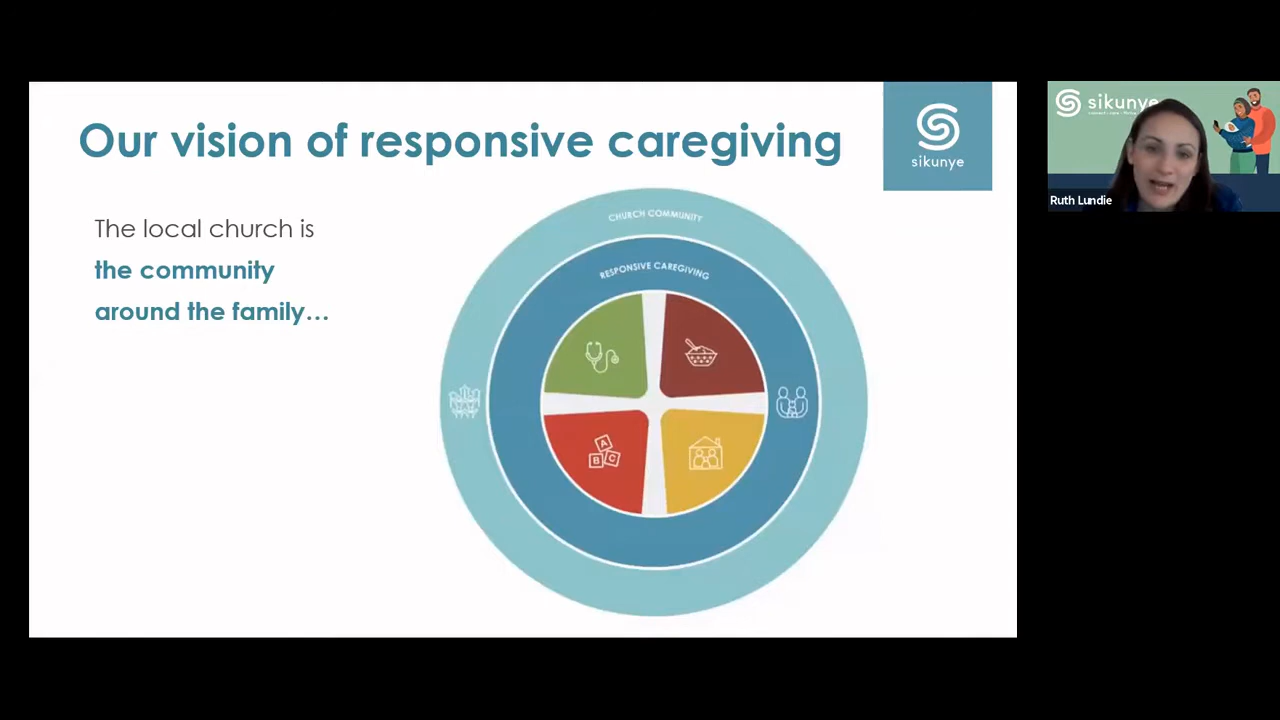 Our vision of responsive caregiving
sikunye
The local church is
the community
around the family…
CHURCH COMMUNITY
RESPONSIVE CAREGIVING
A
B C
sikunye
Ruth Lundie